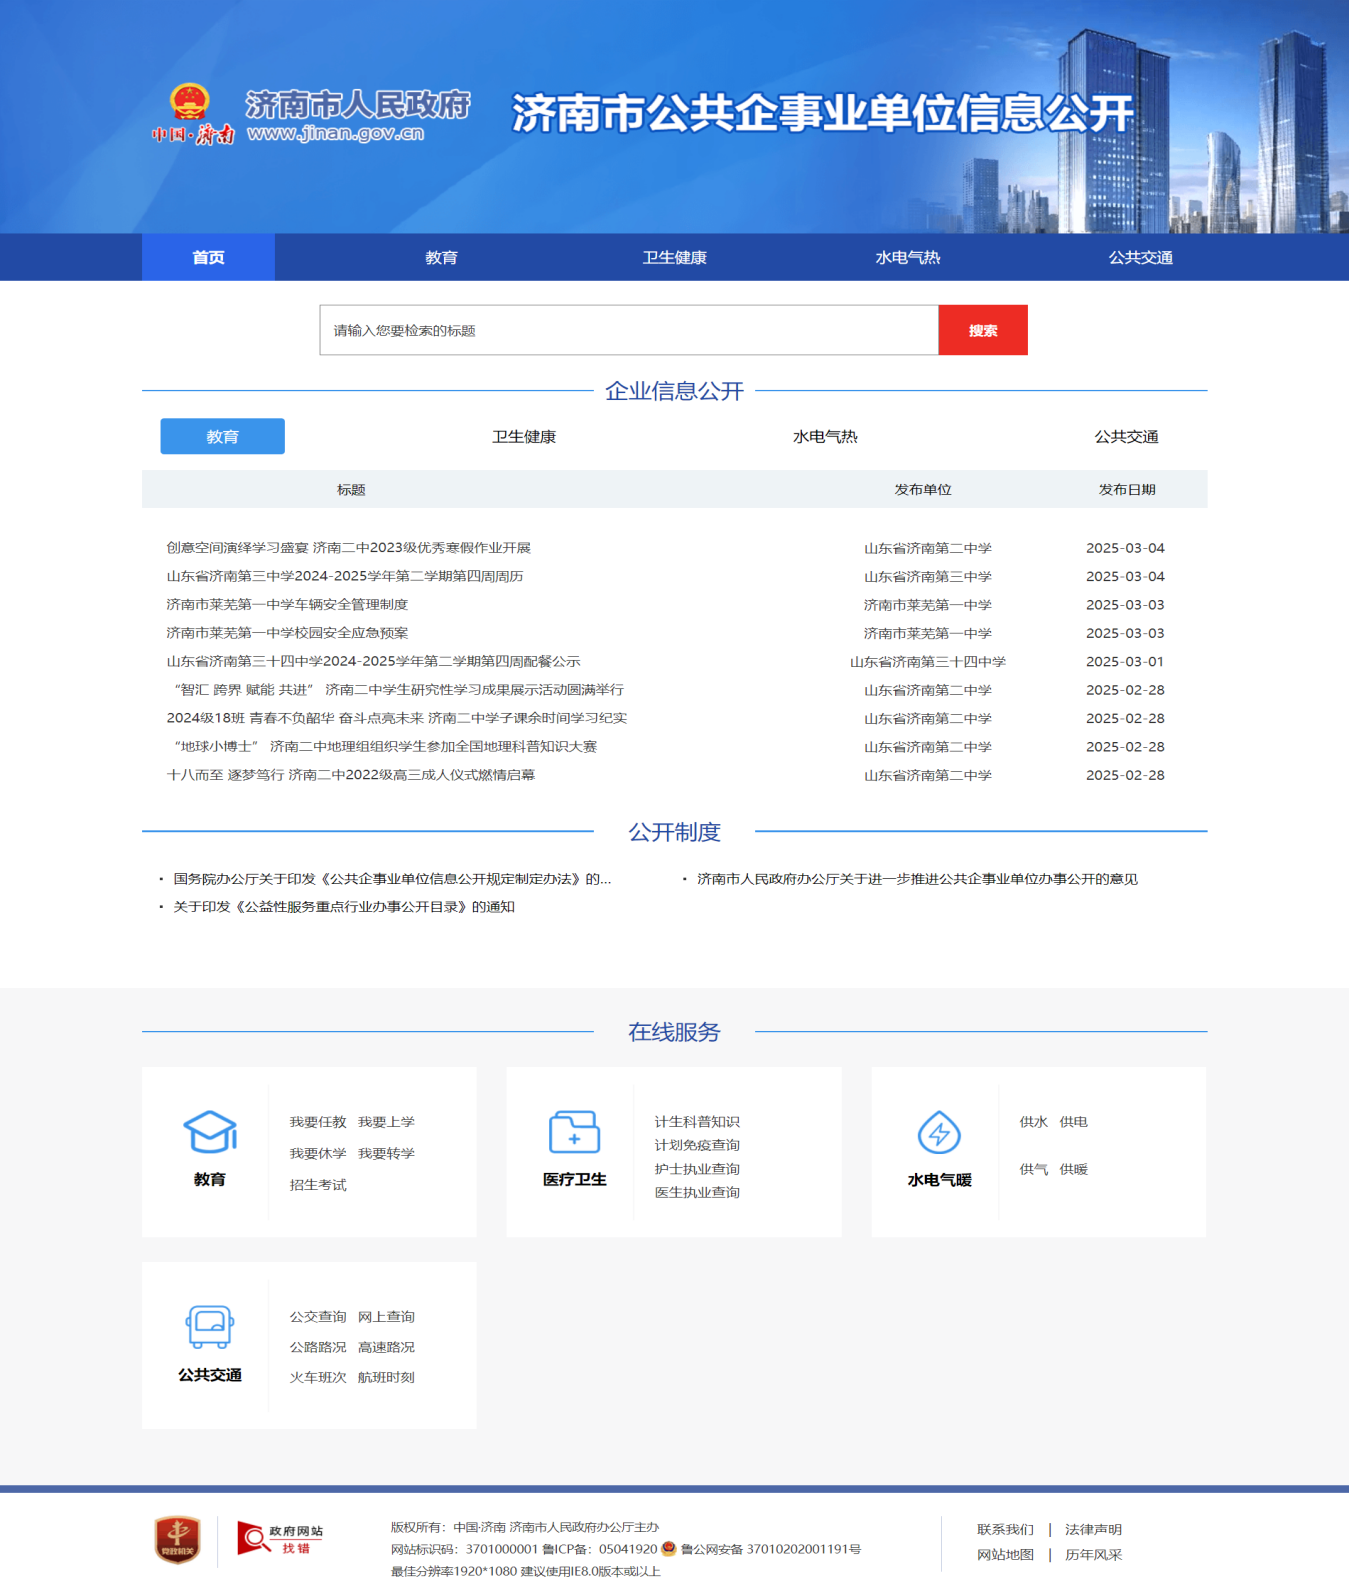 中国·济南
济南市人民政府
www.jinan.gov.cn
济南市公共企事业单位信息公开
首页 教育 卫生健康 水电气热 公共交通
请输入您要检索的标题 搜索
企业信息公开
教育 卫生健康 水电气热 公共交通
标题 发布单位 发布日期
创意空间演绎学习盛宴 济南二中2023级优秀寒假作业开展 山东省济南第二中学 2025-03-04
山东省济南第三中学2024-2025学年第二学期第四周周历 山东省济南第三中学 2025-03-04
济南市莱芜第一中学车辆安全管理制度 济南市莱芜第一中学 2025-03-03
济南市莱芜第一中学校园安全应急预案 济南市莱芜第一中学 2025-03-03
山东省济南第三十四中学2024-2025学年第二学期第四周配餐公示 山东省济南第三十四中学 2025-03-01
“智汇 跨界 赋能 共进” 济南二中学生研究性学习成果展示活动圆满举行 山东省济南第二中学 2025-02-28
2024级18班 青春不负韶华 奋斗点亮未来 济南二中学子课余时间学习纪实 山东省济南第二中学 2025-02-28
“地球小博士” 济南二中地理组组织学生参加全国地理科普知识大赛 山东省济南第二中学 2025-02-28
十八而至 逐梦笃行 济南二中2022级高三成人仪式燃情启幕 山东省济南第二中学 2025-02-28
公开制度
· 国务院办公厅关于印发《公共企事业单位信息公开规定制定办法》的... · 济南市人民政府办公厅关于进一步推进公共企事业单位办事公开的意见
· 关于印发《公益性服务重点行业办事公开目录》的通知
在线服务
教育
我要任教 我要上学
我要休学 我要转学
招生考试
医疗卫生
计生科普知识
计划免疫查询
护士执业查询
医生执业查询
水电气暖
供水 供电
供气 供暖
公共交通
公交查询 网上查询
公路路况 高速路况
火车班次 航班时刻
党政机关
政府网站
找错
版权所有：中国·济南 济南市人民政府办公厅主办
网站标识码：3701000001 鲁ICP备：05041920 鲁公网安备 37010202001191号
最佳分辨率1920*1080 建议使用IE8.0版本或以上
联系我们 | 法律声明
网站地图 | 历年风采